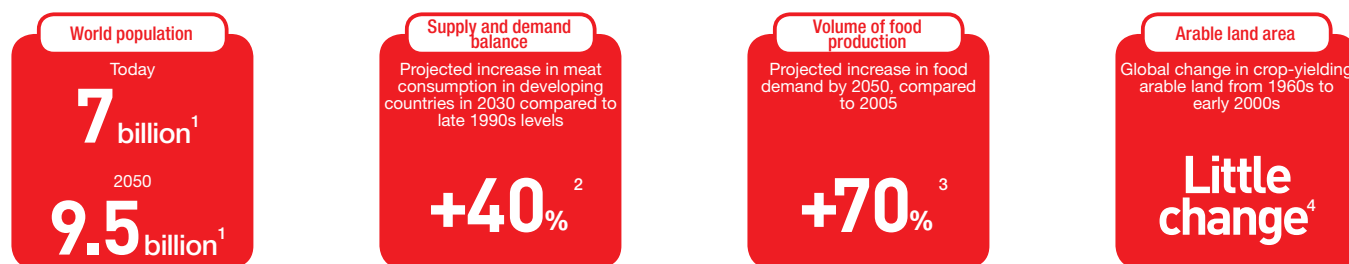 World population
Today
7 billion1
2050
9.5 billion1
Supply and demand
balance
Projected increase in meat
consumption in developing
countries in 2030 compared to
late 1990s levels
+40% 2
Volume of food
production
Projected increase in food
demand by 2050, compared
to 2005
+70% 3
Arable land area
Global change in crop-yielding
arable land from 1960s to
early 2000s
Little
change4